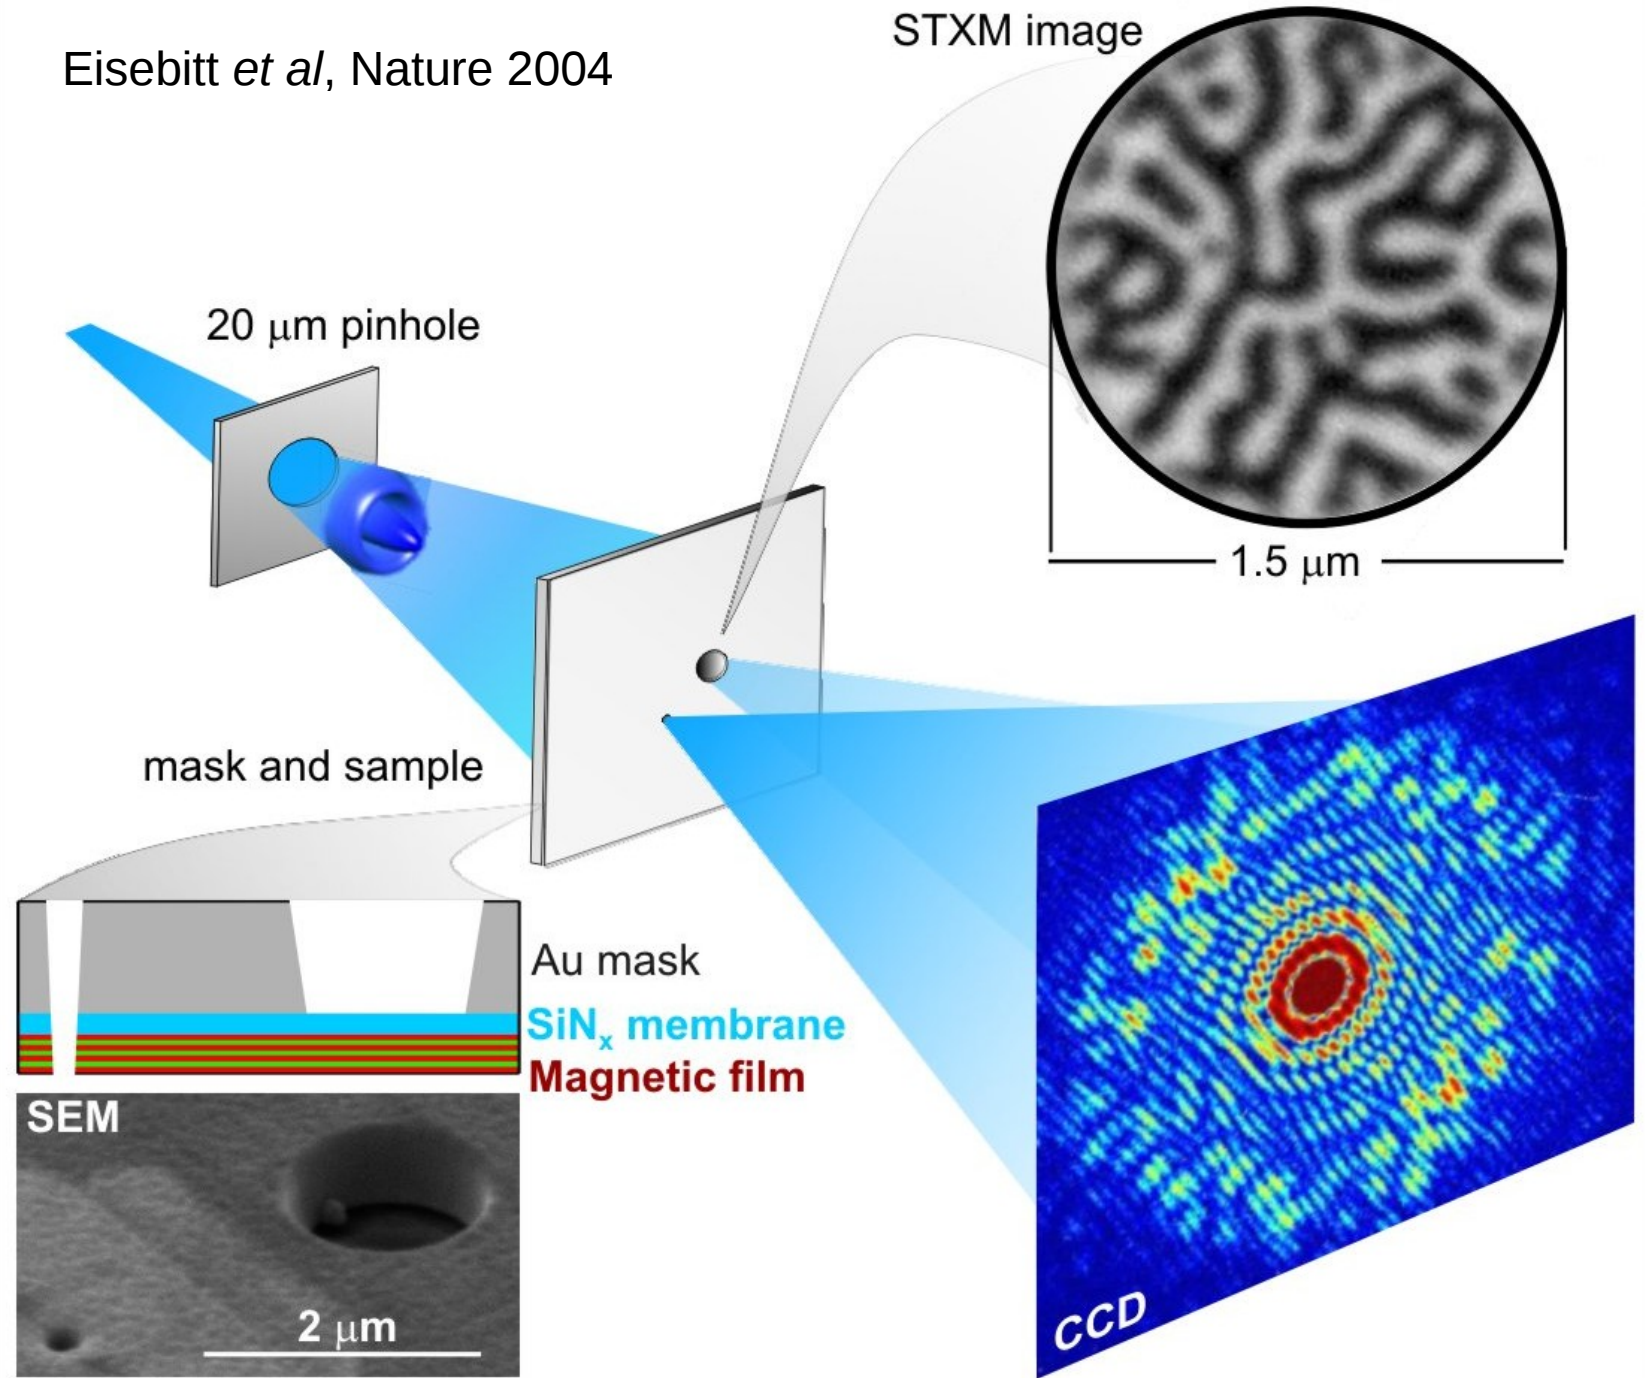 Eisebitt et al, Nature 2004
STXM image
20 μm pinhole
1.5 μm
mask and sample
Au mask
SiNx membrane
Magnetic film
SEM
2 μm
CCD